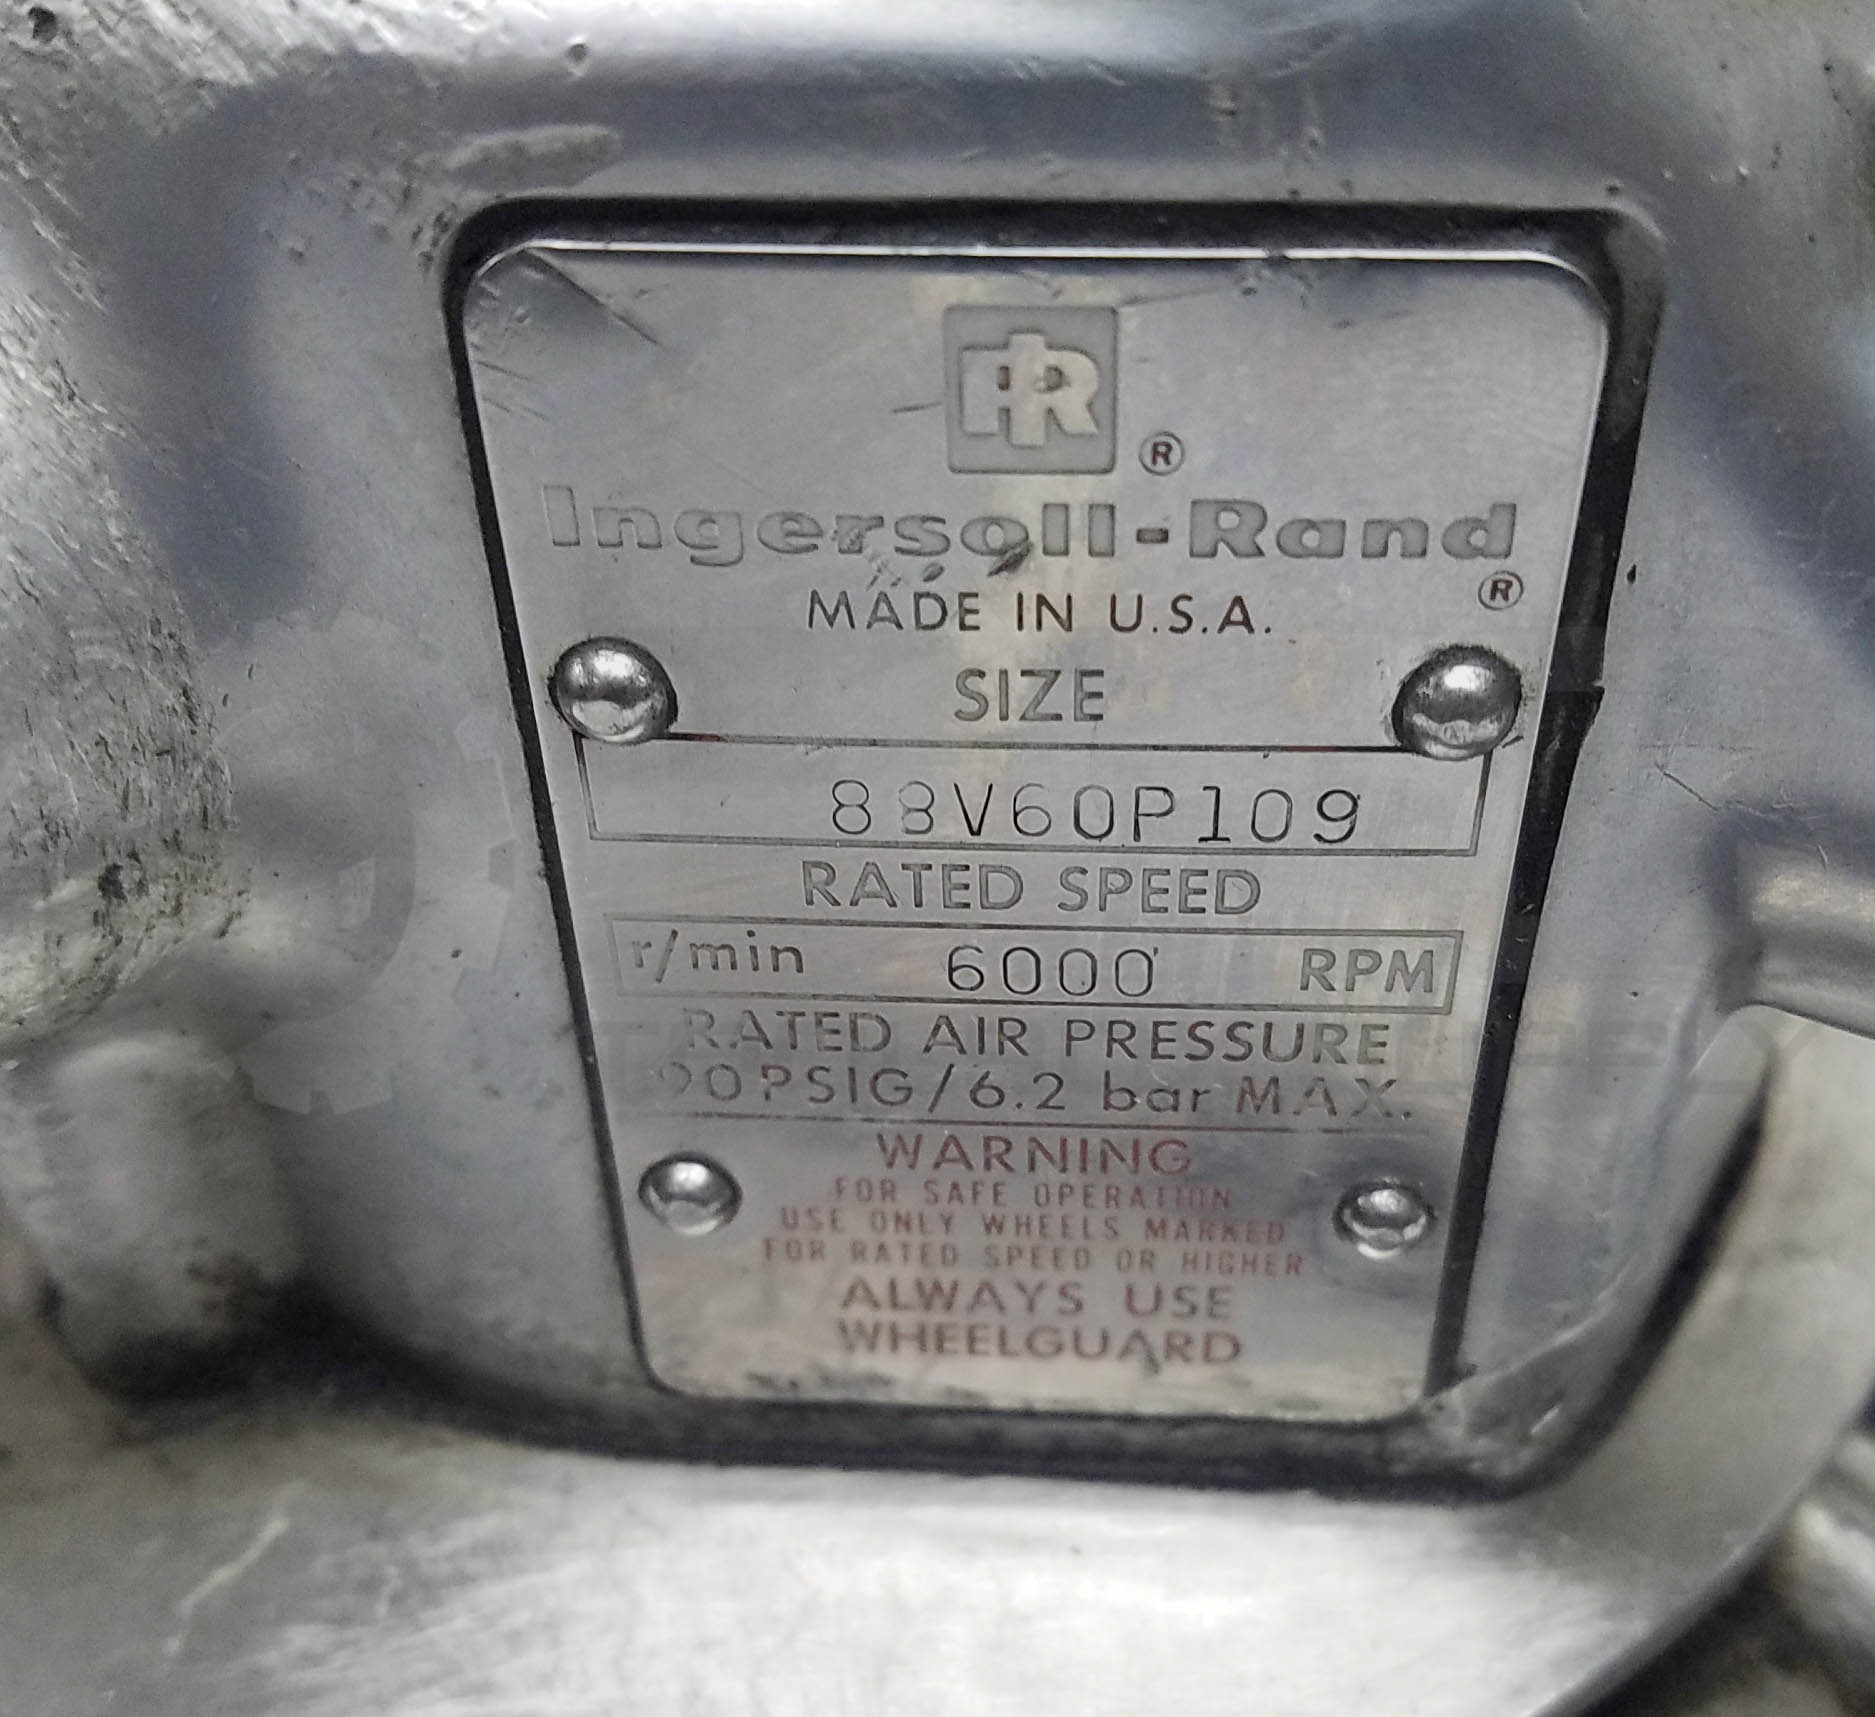 IR ®
Ingersoll-Rand ®
MADE IN U.S.A.
SIZE
88V60P109
RATED SPEED
r/min 6000 RPM
RATED AIR PRESSURE
90PSIG/6.2 bar MAX.
WARNING
FOR SAFE OPERATION
USE ONLY WHEELS MARKED
FOR RATED SPEED OR HIGHER
ALWAYS USE
WHEELGUARD